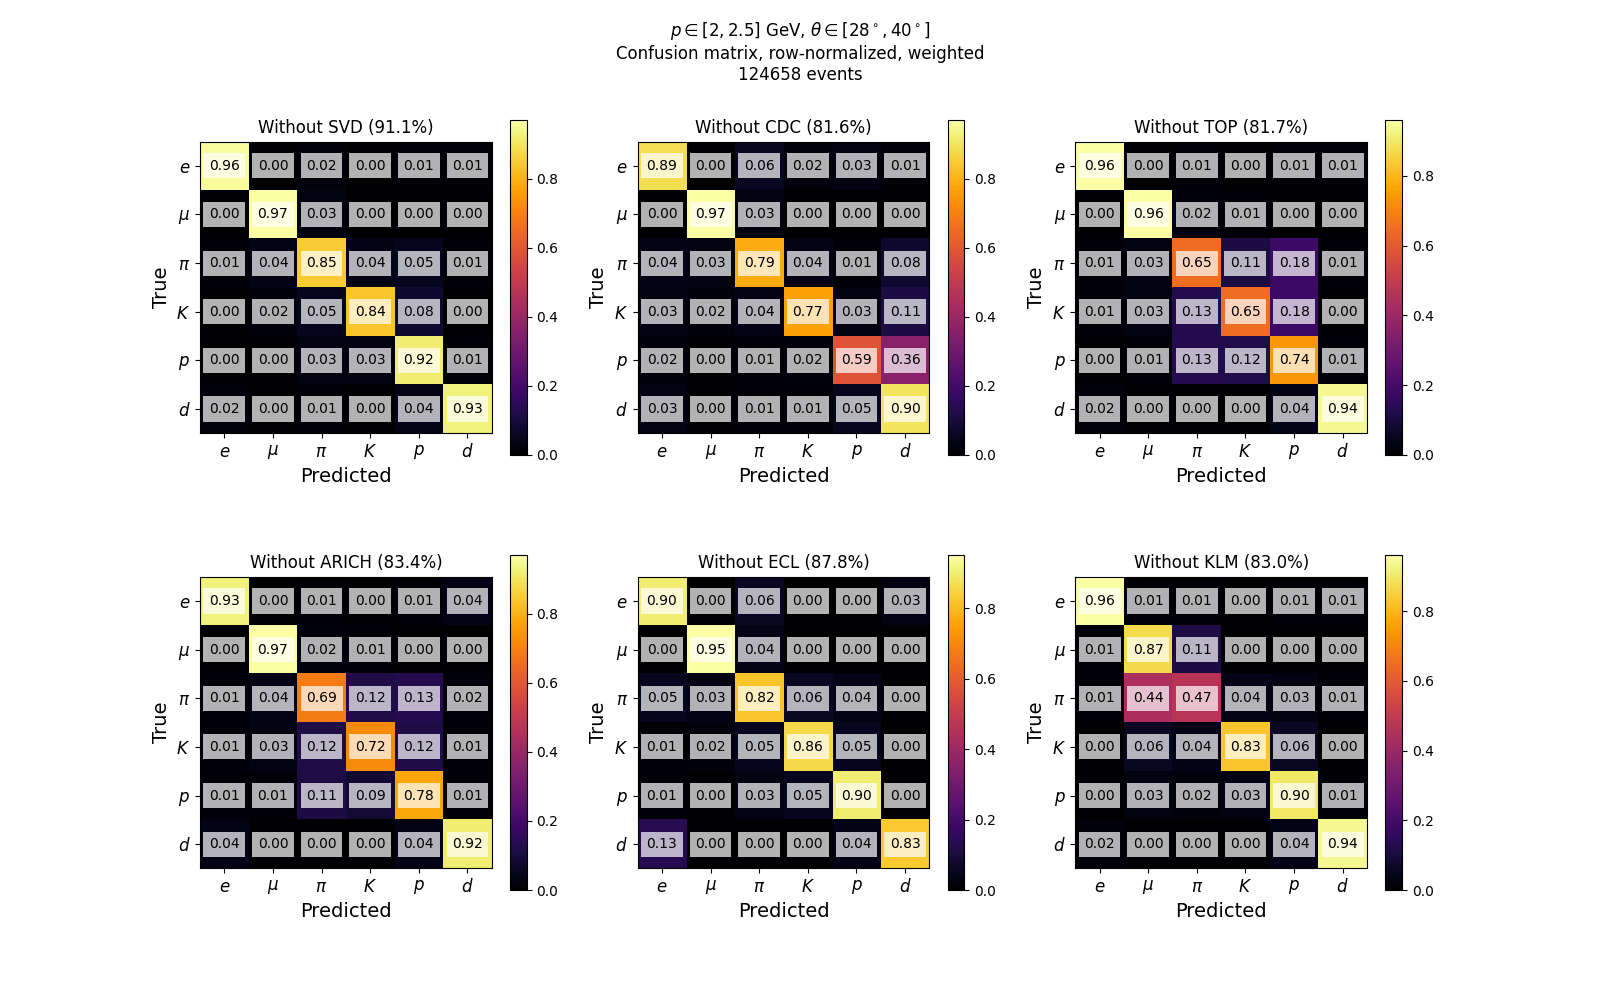 p ∈ [2, 2.5] GeV, θ ∈ [28°, 40°]
Confusion matrix, row-normalized, weighted
124658 events
Without SVD (91.1%)
True
e 0.96 0.00 0.02 0.00 0.01 0.01
μ 0.00 0.97 0.03 0.00 0.00 0.00
π 0.01 0.04 0.85 0.04 0.05 0.01
K 0.00 0.02 0.05 0.84 0.08 0.00
p 0.00 0.00 0.03 0.03 0.92 0.01
d 0.02 0.00 0.01 0.00 0.04 0.93
e μ π K p d
Predicted
0.8
0.6
0.4
0.2
0.0
Without CDC (81.6%)
True
e 0.89 0.00 0.06 0.02 0.03 0.01
μ 0.00 0.97 0.03 0.00 0.00 0.00
π 0.04 0.03 0.79 0.04 0.01 0.08
K 0.03 0.02 0.04 0.77 0.03 0.11
p 0.02 0.00 0.01 0.02 0.59 0.36
d 0.03 0.00 0.01 0.01 0.05 0.90
e μ π K p d
Predicted
0.8
0.6
0.4
0.2
0.0
Without TOP (81.7%)
True
e 0.96 0.00 0.01 0.00 0.01 0.01
μ 0.00 0.96 0.02 0.01 0.00 0.00
π 0.01 0.03 0.65 0.11 0.18 0.01
K 0.01 0.03 0.13 0.65 0.18 0.00
p 0.00 0.01 0.13 0.12 0.74 0.01
d 0.02 0.00 0.00 0.00 0.04 0.94
e μ π K p d
Predicted
0.8
0.6
0.4
0.2
0.0
Without ARICH (83.4%)
True
e 0.93 0.00 0.01 0.00 0.01 0.04
μ 0.00 0.97 0.02 0.01 0.00 0.00
π 0.01 0.04 0.69 0.12 0.13 0.02
K 0.01 0.03 0.12 0.72 0.12 0.01
p 0.01 0.01 0.11 0.09 0.78 0.01
d 0.04 0.00 0.00 0.00 0.04 0.92
e μ π K p d
Predicted
0.8
0.6
0.4
0.2
0.0
Without ECL (87.8%)
True
e 0.90 0.00 0.06 0.00 0.00 0.03
μ 0.00 0.95 0.04 0.00 0.00 0.00
π 0.05 0.03 0.82 0.06 0.04 0.00
K 0.01 0.02 0.05 0.86 0.05 0.00
p 0.01 0.00 0.03 0.05 0.90 0.00
d 0.13 0.00 0.00 0.00 0.04 0.83
e μ π K p d
Predicted
0.8
0.6
0.4
0.2
0.0
Without KLM (83.0%)
True
e 0.96 0.01 0.01 0.00 0.01 0.01
μ 0.01 0.87 0.11 0.00 0.00 0.00
π 0.01 0.44 0.47 0.04 0.03 0.01
K 0.00 0.06 0.04 0.83 0.06 0.00
p 0.00 0.03 0.02 0.03 0.90 0.01
d 0.02 0.00 0.00 0.00 0.04 0.94
e μ π K p d
Predicted
0.8
0.6
0.4
0.2
0.0